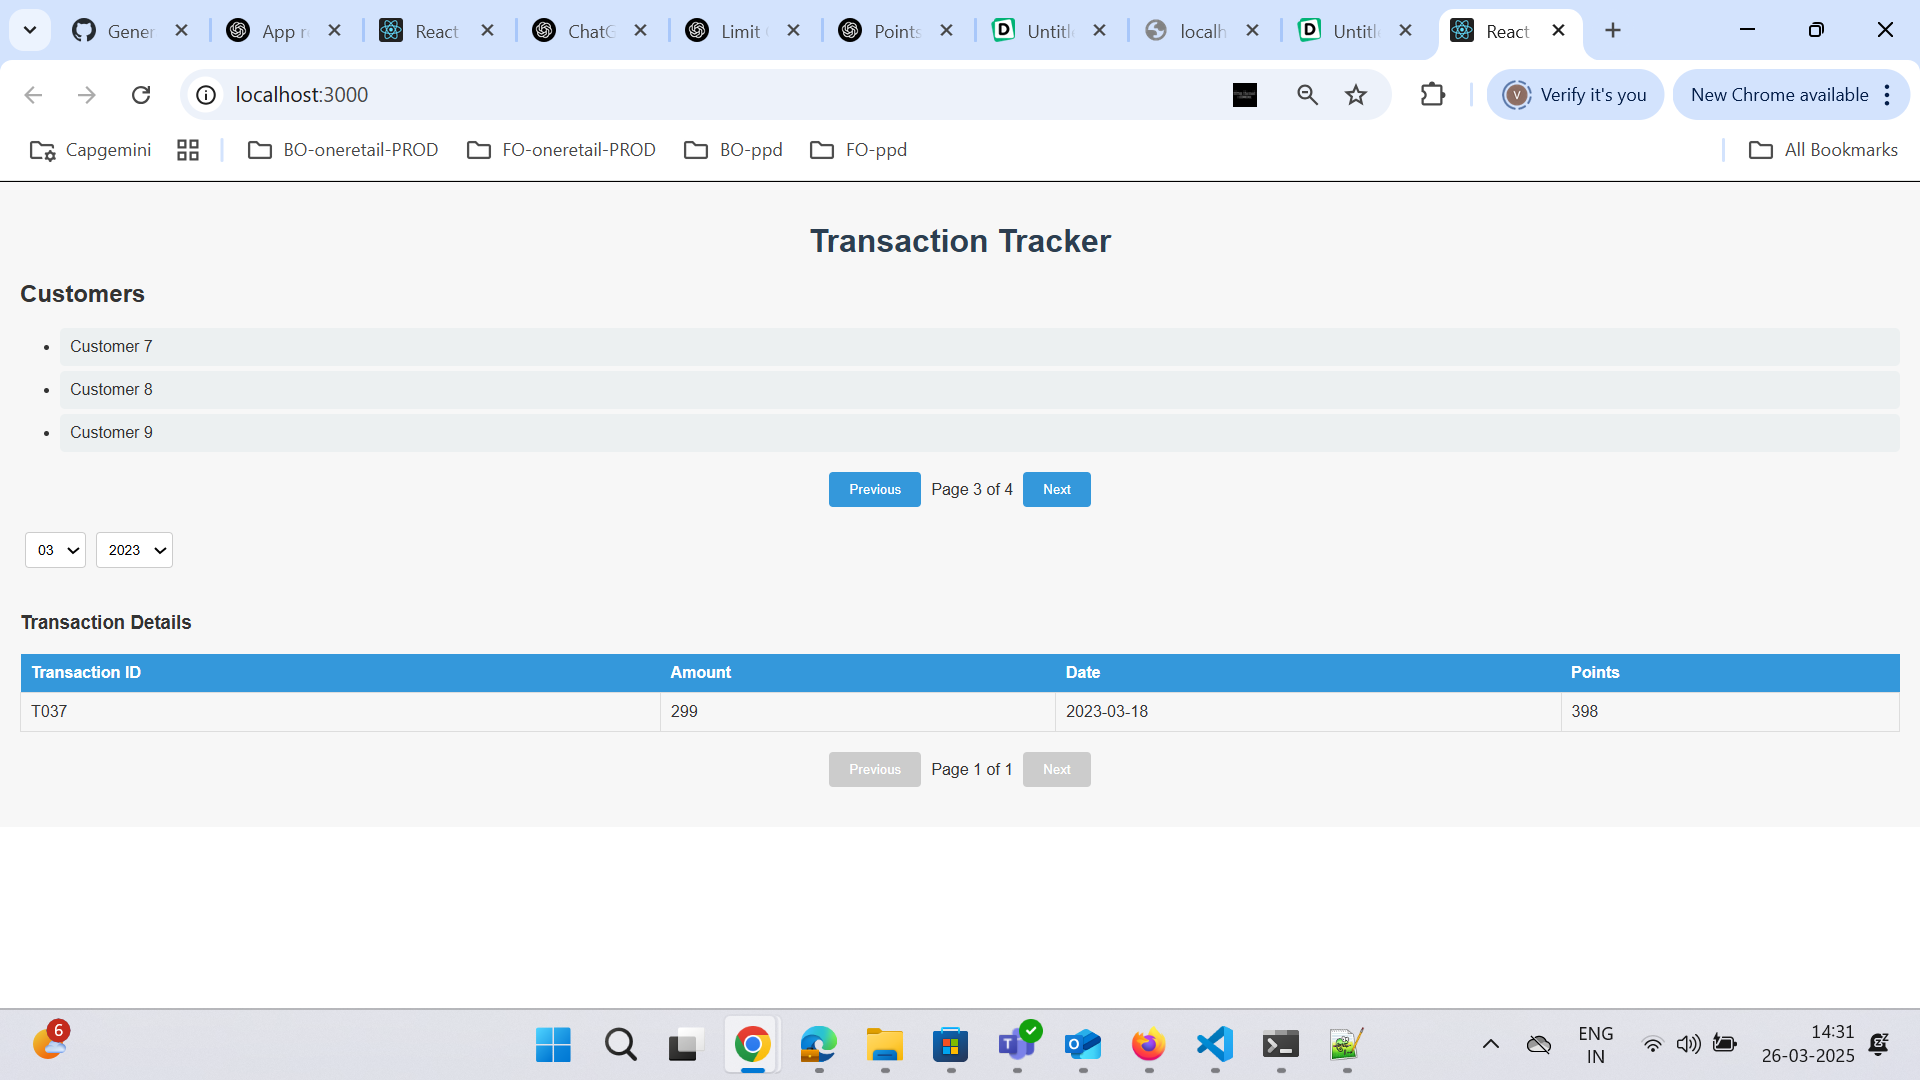 Gener
App r
React
ChatG
Limit
Points
Untitl
localh
Untitl
React
localhost:3000
Verify it's you
New Chrome available
Capgemini
BO-oneretail-PROD
FO-oneretail-PROD
BO-ppd
FO-ppd
All Bookmarks
Transaction Tracker
Customers
• Customer 7
• Customer 8
• Customer 9
Previous Page 3 of 4 Next
03 2023
Transaction Details
Transaction ID Amount Date Points
T037 299 2023-03-18 398
Previous Page 1 of 1 Next
6
ENG
IN
14:31
26-03-2025